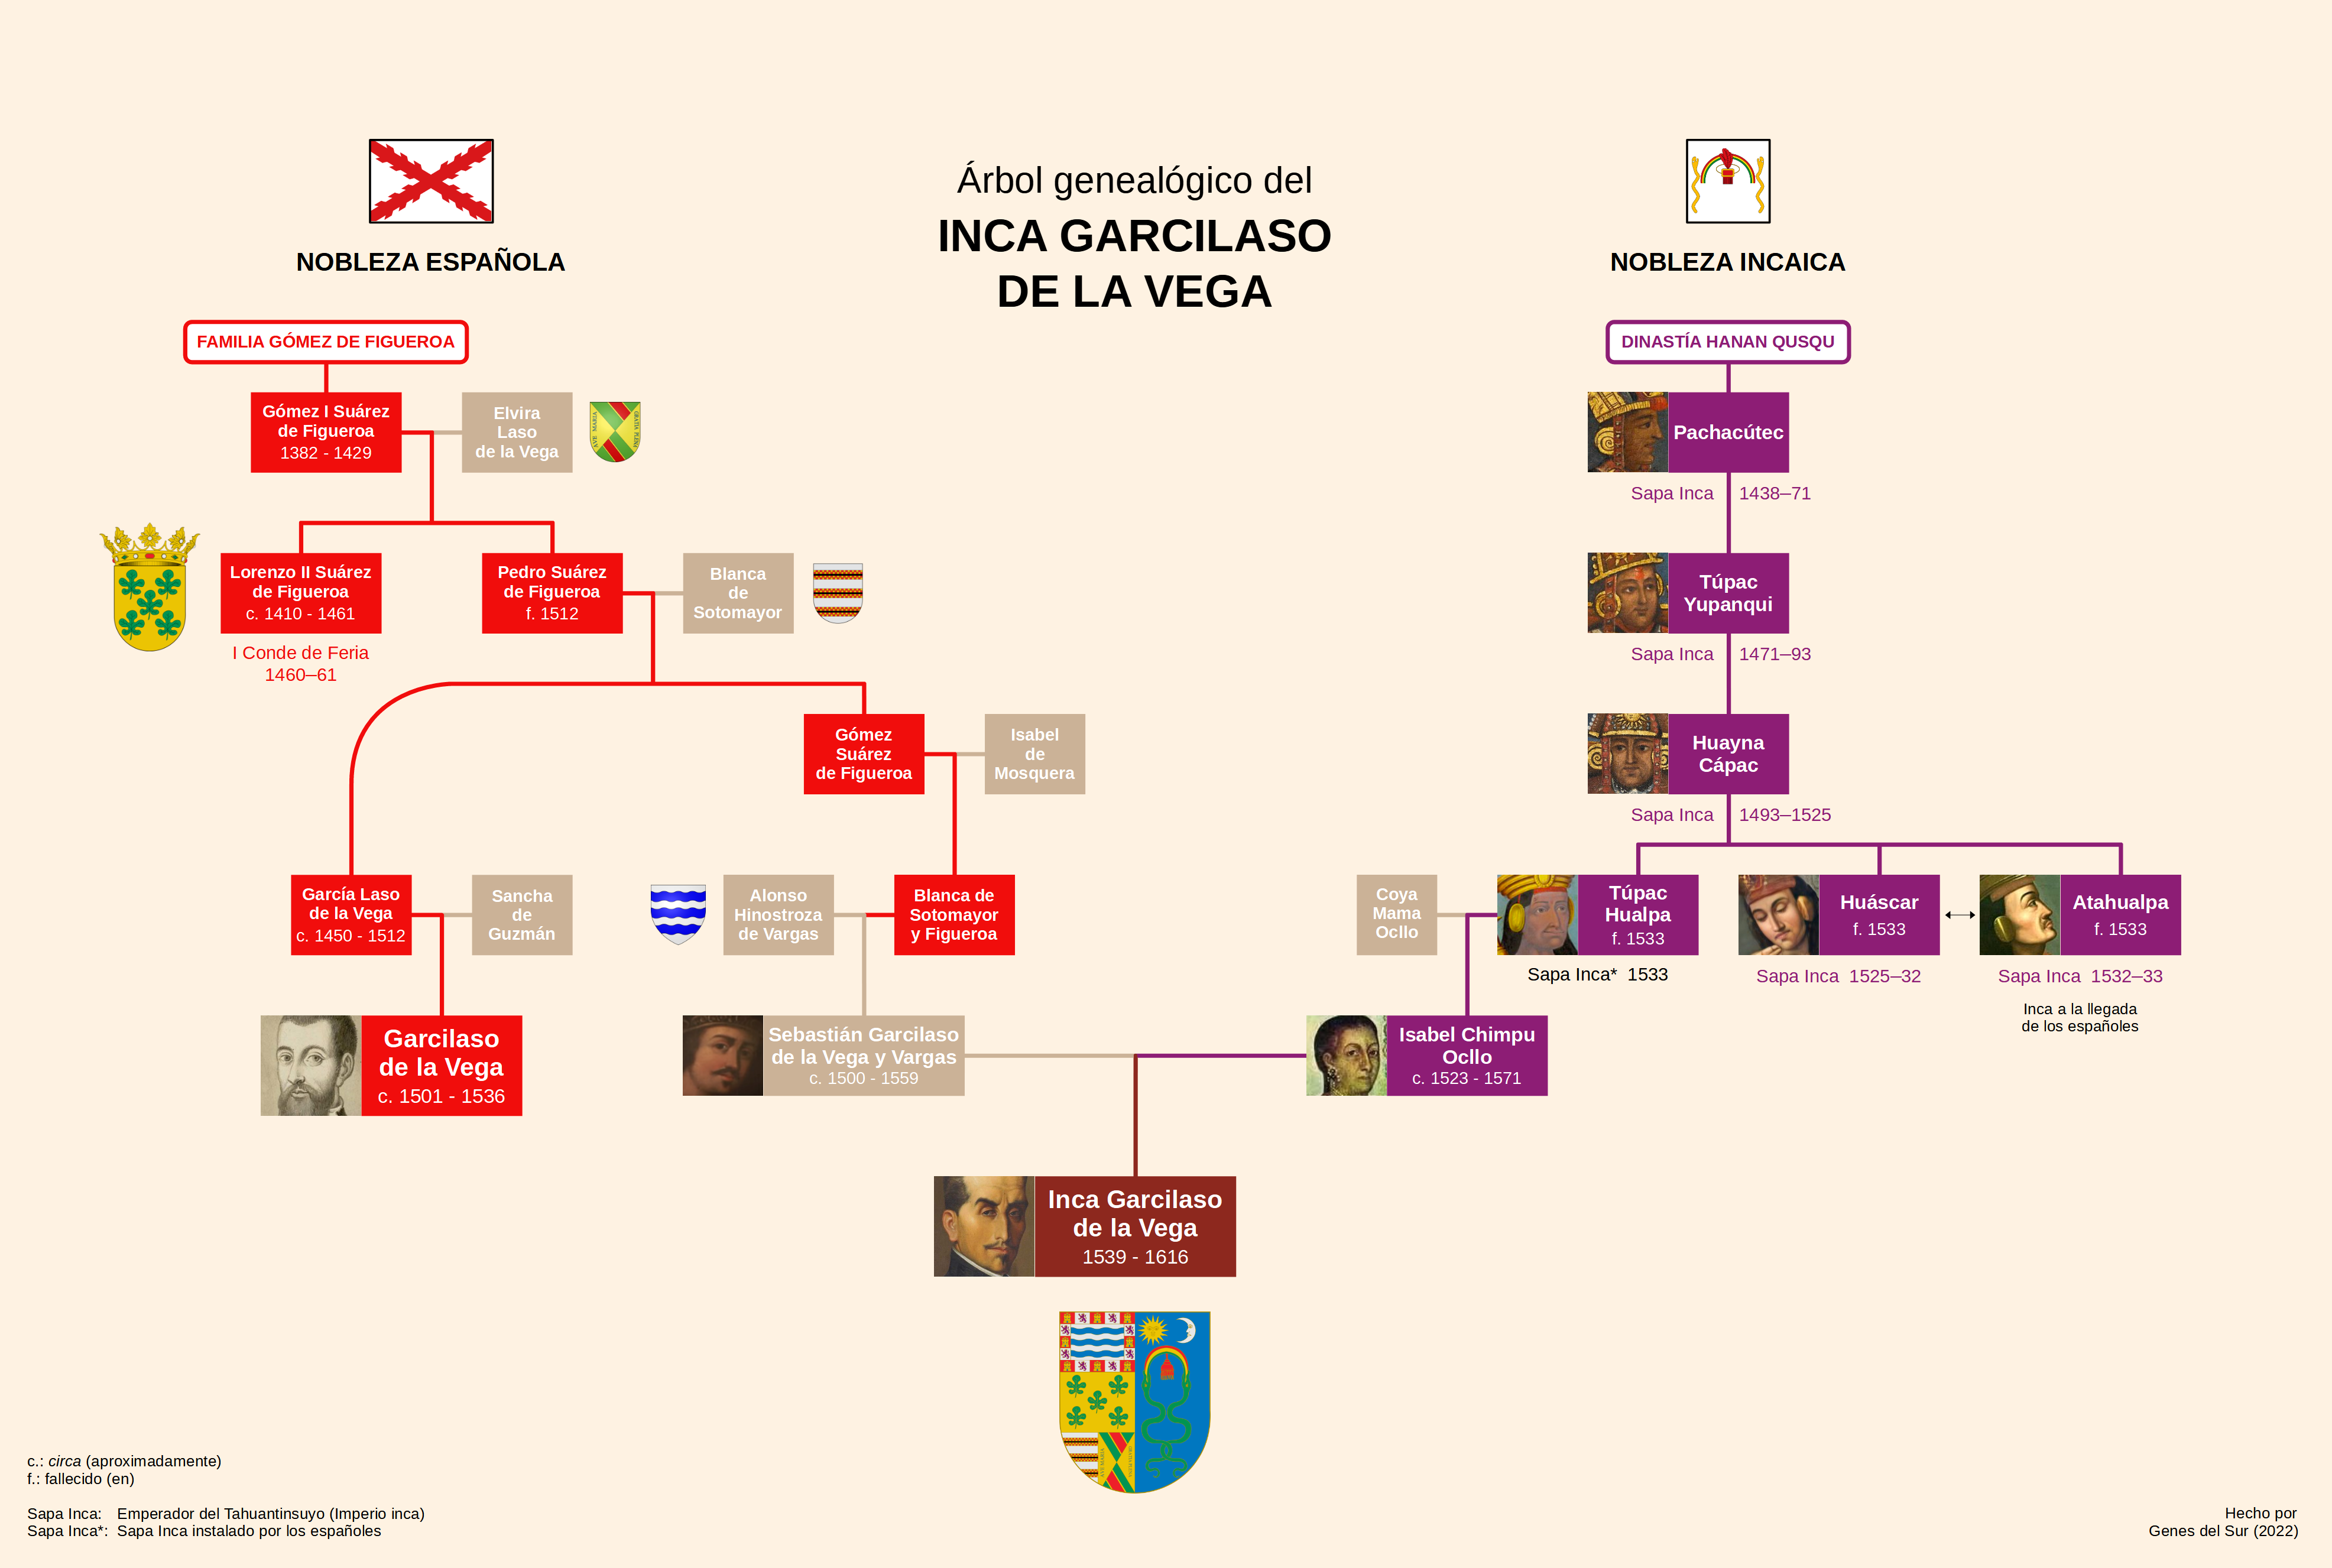 Árbol genealógico del
INCA GARCILASO
DE LA VEGA
NOBLEZA ESPAÑOLA
NOBLEZA INCAICA
FAMILIA GÓMEZ DE FIGUEROA
Gómez I Suárez
de Figueroa
1382 - 1429
Elvira
Laso
de la Vega
AVE MARIA
GRATIA PLENA
Lorenzo II Suárez
de Figueroa
c. 1410 - 1461
I Conde de Feria
1460–61
Pedro Suárez
de Figueroa
f. 1512
Blanca
de
Sotomayor
Gómez
Suárez
de Figueroa
Isabel
de
Mosquera
García Laso
de la Vega
c. 1450 - 1512
Sancha
de
Guzmán
Alonso
Hinostroza
de Vargas
Blanca de
Sotomayor
y Figueroa
Garcilaso
de la Vega
c. 1501 - 1536
Sebastián Garcilaso
de la Vega y Vargas
c. 1500 - 1559
DINASTÍA HANAN QUSQU
Pachacútec
Sapa Inca 1438–71
Túpac
Yupanqui
Sapa Inca 1471–93
Huayna
Cápac
Sapa Inca 1493–1525
Coya
Mama
Ocllo
Túpac
Hualpa
f. 1533
Sapa Inca* 1533
Huáscar
f. 1533
Sapa Inca 1525–32
Atahualpa
f. 1533
Sapa Inca 1532–33
Inca a la llegada
de los españoles
Isabel Chimpu
Ocllo
c. 1523 - 1571
Inca Garcilaso
de la Vega
1539 - 1616
c.: circa (aproximadamente)
f.: fallecido (en)
Sapa Inca: Emperador del Tahuantinsuyo (Imperio inca)
Sapa Inca*: Sapa Inca instalado por los españoles
Hecho por
Genes del Sur (2022)